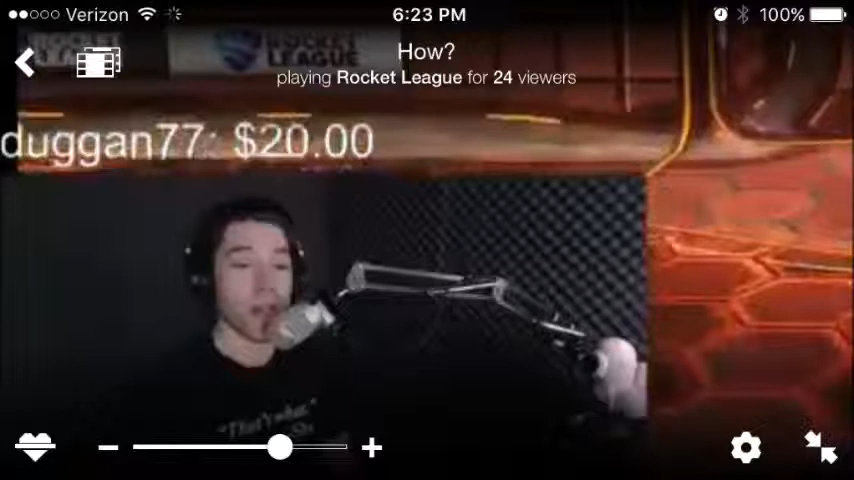 Verizon 6:23 PM 100%
ROCKET LEAGUE
How?
playing Rocket League for 24 viewers
duggan77: $20.00